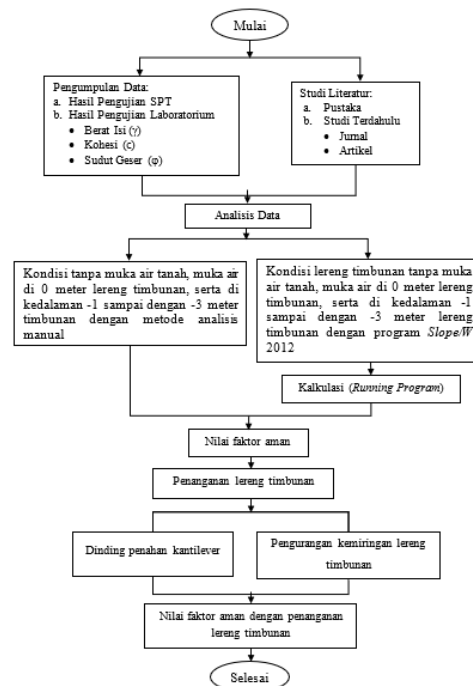 Mulai
Pengumpulan Data:
a. Hasil Pengujian SPT
b. Hasil Pengujian Laboratorium
• Berat Isi (γ)
• Kohesi (c)
• Sudut Geser (φ)
Studi Literatur:
a. Pustaka
b. Studi Terdahulu
• Jurnal
• Artikel
Analisis Data
Kondisi tanpa muka air tanah, muka air
di 0 meter lereng timbunan, serta di
kedalaman -1 sampai dengan -3 meter
timbunan dengan metode analisis
manual
Kondisi lereng timbunan tanpa muka
air tanah, muka air di 0 meter lereng
timbunan, serta di kedalaman -1
sampai dengan -3 meter lereng
timbunan dengan program Slope/W
2012
Kalkulasi (Running Program)
Nilai faktor aman
Penanganan lereng timbunan
Dinding penahan kantilever
Pengurangan kemiringan lereng
timbunan
Nilai faktor aman dengan penanganan
lereng timbunan
Selesai